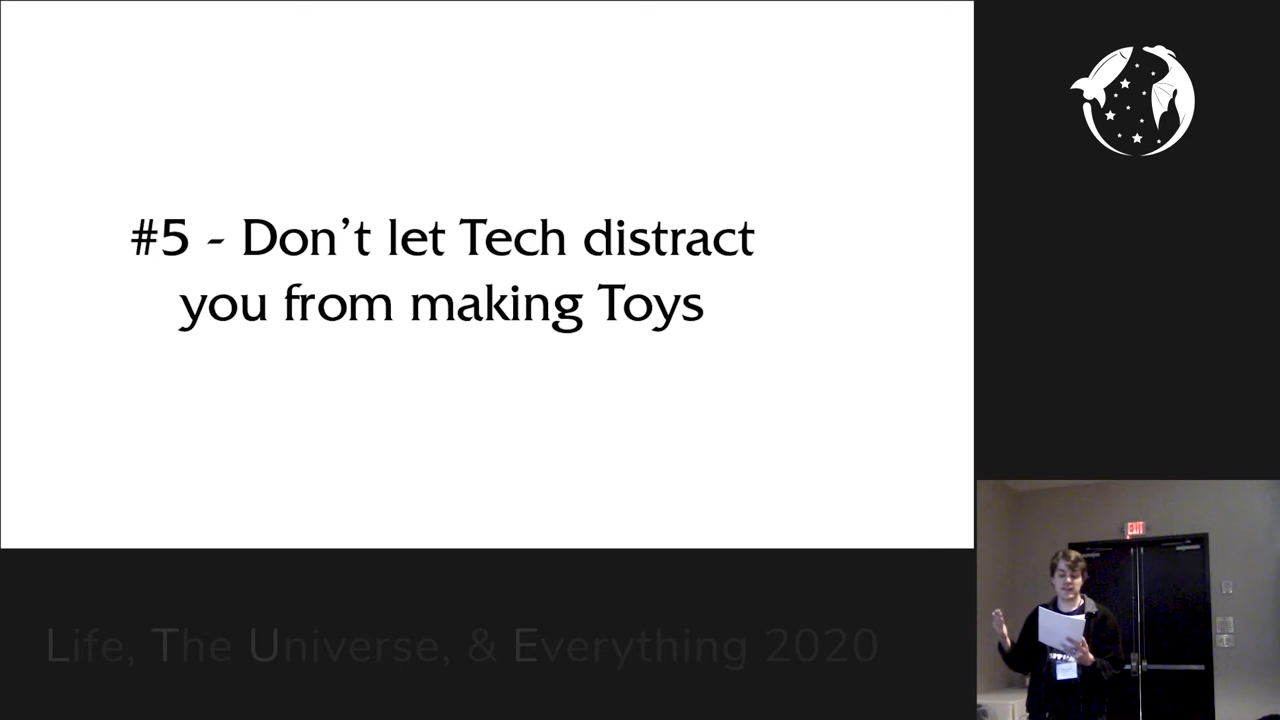 #5 - Don't let Tech distract
you from making Toys
Life, The Universe, & Everything 2020
EXIT